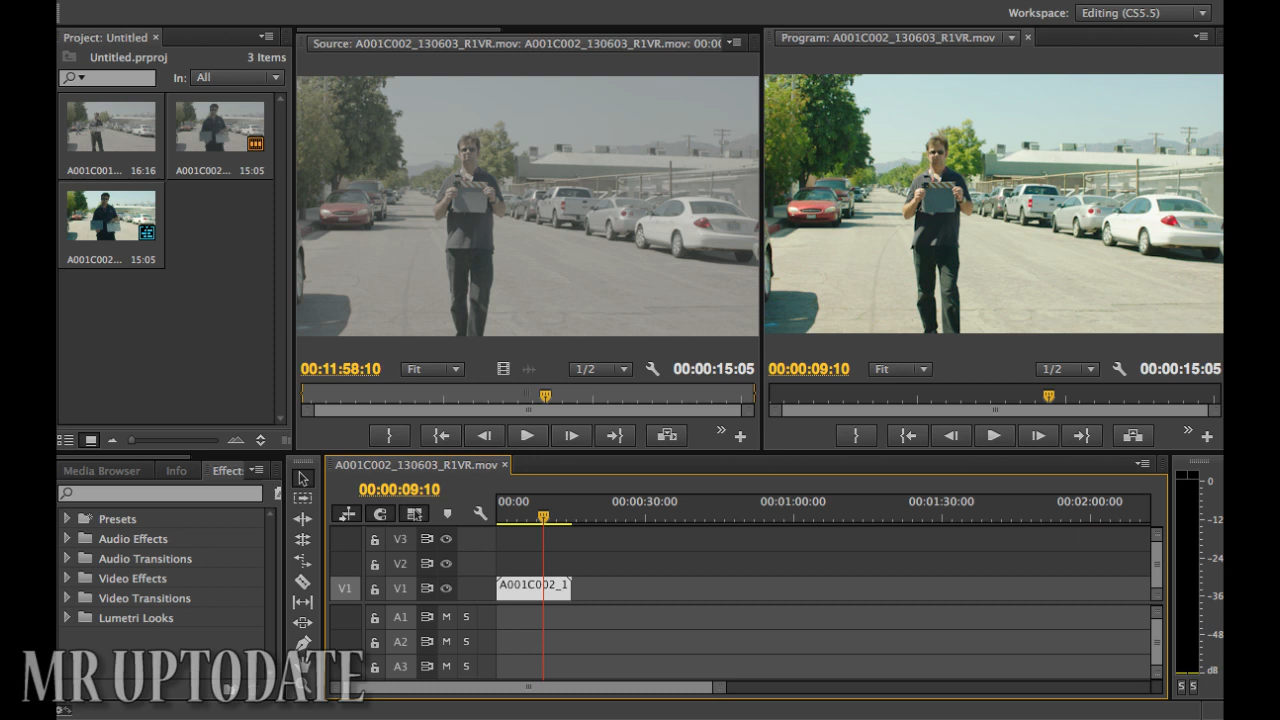 Workspace: Editing (CS5.5)
Project: Untitled ×
Untitled.prproj
3 Items
In: All
A001C001... 16:16
A001C002... 15:05
A001C002... 15:05
Source: A001C002_130603_R1VR.mov: A001C002_130603_R1VR.mov: 00:00
Program: A001C002_130603_R1VR.mov ×
00:11:58:10 Fit 1/2 00:00:15:05
00:00:09:10 Fit 1/2 00:00:15:05
Media Browser Info Effect
Presets
Audio Effects
Audio Transitions
Video Effects
Video Transitions
Lumetri Looks
A001C002_130603_R1VR.mov ×
00:00:09:10
00:00 00:00:30:00 00:01:00:00 00:01:30:00 00:02:00:00
V3
V2
V1 V1 A001C002_1
A1 M S
A2 M S
A3 M S
0
-12
-24
-36
-48
dB
S S
MR UPTODATE